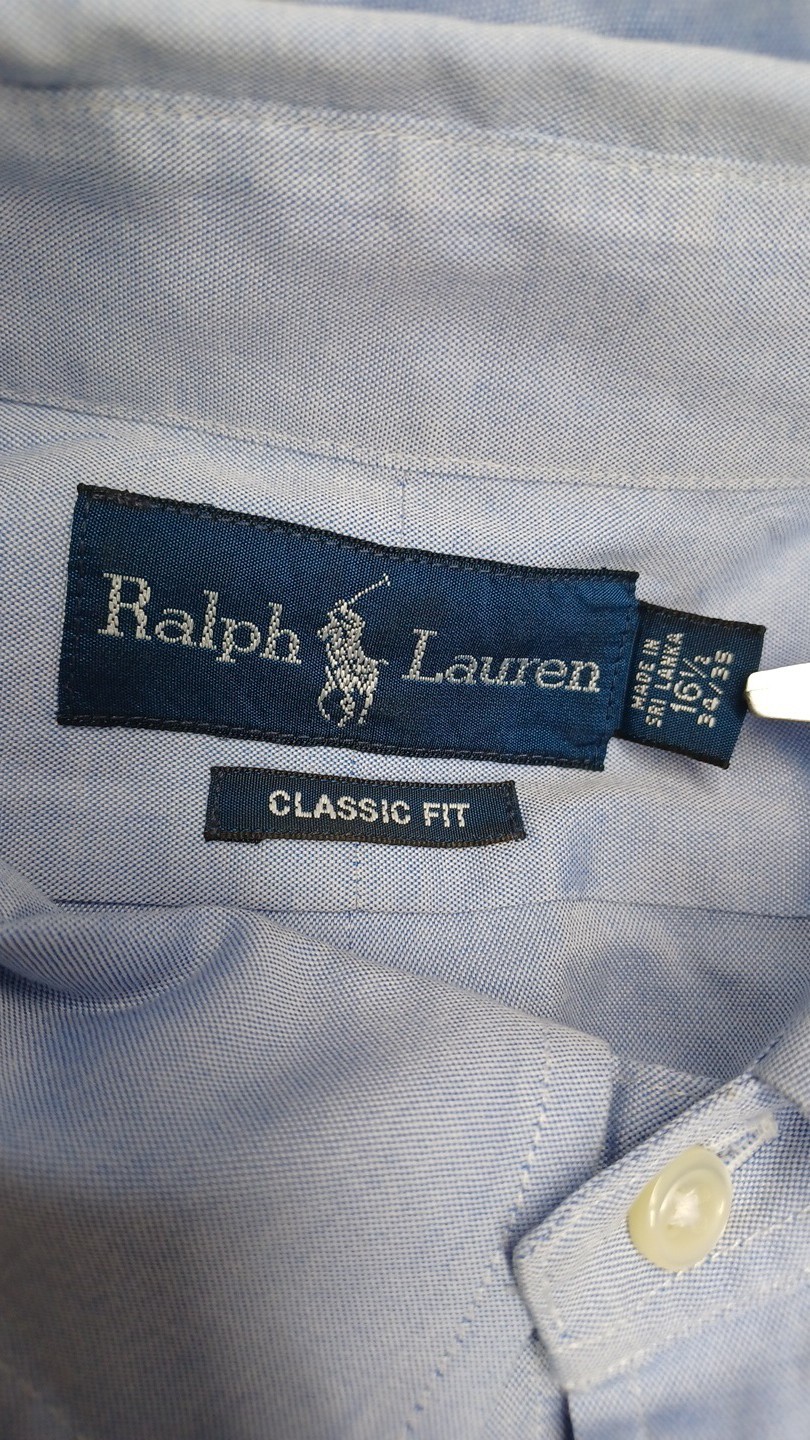 Ralph Lauren
MADE IN
SRI LANKA
16½
34/35
CLASSIC FIT